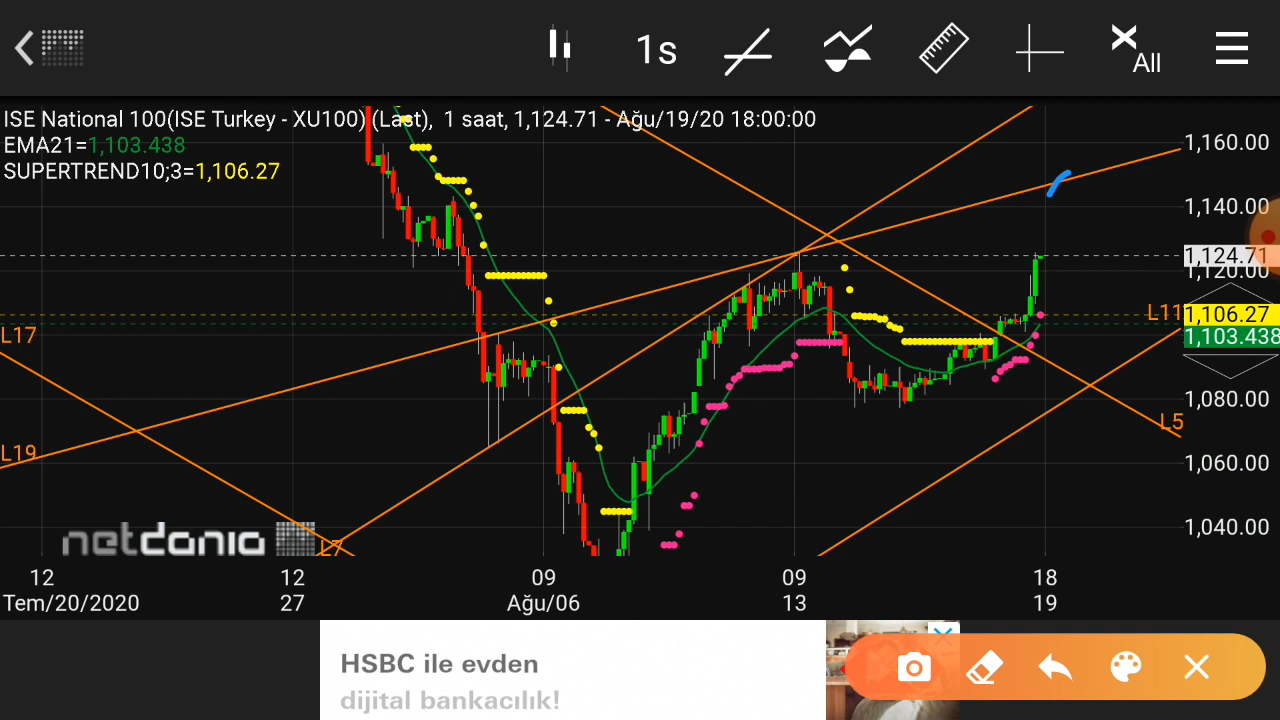 1s
All
ISE National 100(ISE Turkey - XU100) (Last), 1 saat, 1,124.71 - Ağu/19/20 18:00:00
EMA21=1,103.438
SUPERTREND10;3=1,106.27
1,160.00
1,140.00
1,124.71
1,120.00
L11
1,106.27
1,103.438
L17
1,080.00
L5
L19
1,060.00
1,040.00
netdania
L7
12 12 09 09 18
Tem/20/2020 27 Ağu/06 13 19
HSBC ile evden
dijital bankacılık!